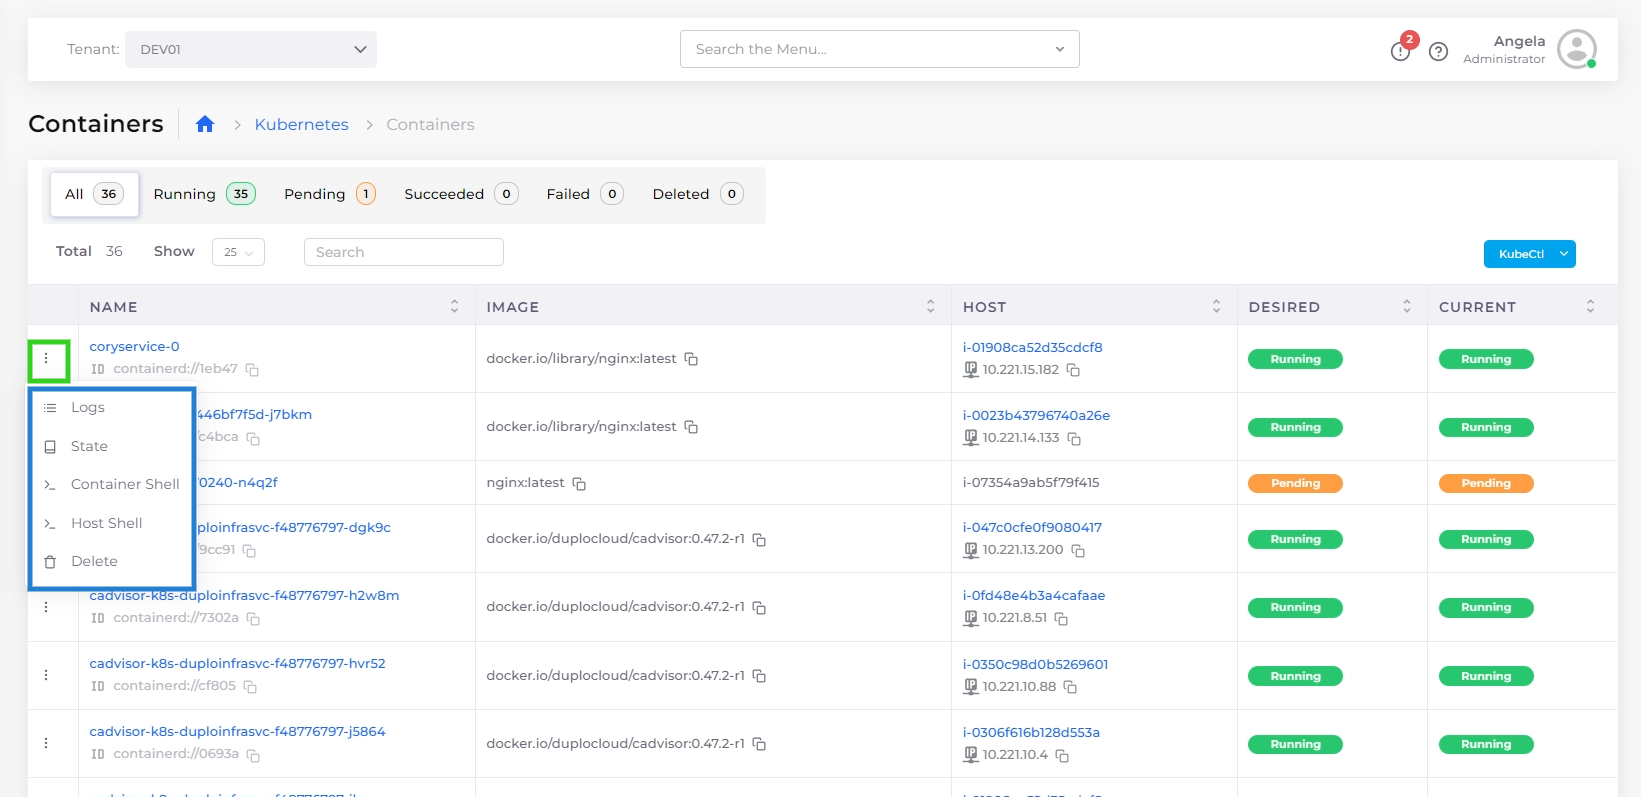 Tenant: DEV01 Search the Menu... 2 Angela
Administrator
Containers Kubernetes Containers
All 36 Running 35 Pending 1 Succeeded 0 Failed 0 Deleted 0
Total 36 Show 25 Search KubeCtl
NAME IMAGE HOST DESIRED CURRENT
coryservice-0 docker.io/library/nginx:latest i-01908ca52d35cdcf8 Running Running
ID containerd://1eb47 IP 10.221.15.182
Logs
State
Container Shell
Host Shell
Delete
446bf7f5d-j7bkm docker.io/library/nginx:latest i-0023b43796740a26e Running Running
/c4bca IP 10.221.14.133
0240-n4q2f nginx:latest i-07354a9ab5f79f415 Pending Pending
ploinfrasvc-f48776797-dgk9c docker.io/duplocloud/cadvisor:0.47.2-r1 i-047c0cfe0f9080417 Running Running
/9cc91 IP 10.221.13.200
cadvisor-k8s-duploinfrasvc-f48776797-h2w8m docker.io/duplocloud/cadvisor:0.47.2-r1 i-0fd48e4b3a4cafaae Running Running
ID containerd://7302a IP 10.221.8.51
cadvisor-k8s-duploinfrasvc-f48776797-hvr52 docker.io/duplocloud/cadvisor:0.47.2-r1 i-0350c98d0b5269601 Running Running
ID containerd://cf805 IP 10.221.10.88
cadvisor-k8s-duploinfrasvc-f48776797-j5864 docker.io/duplocloud/cadvisor:0.47.2-r1 i-0306f616b128d553a Running Running
ID containerd://0693a IP 10.221.10.4